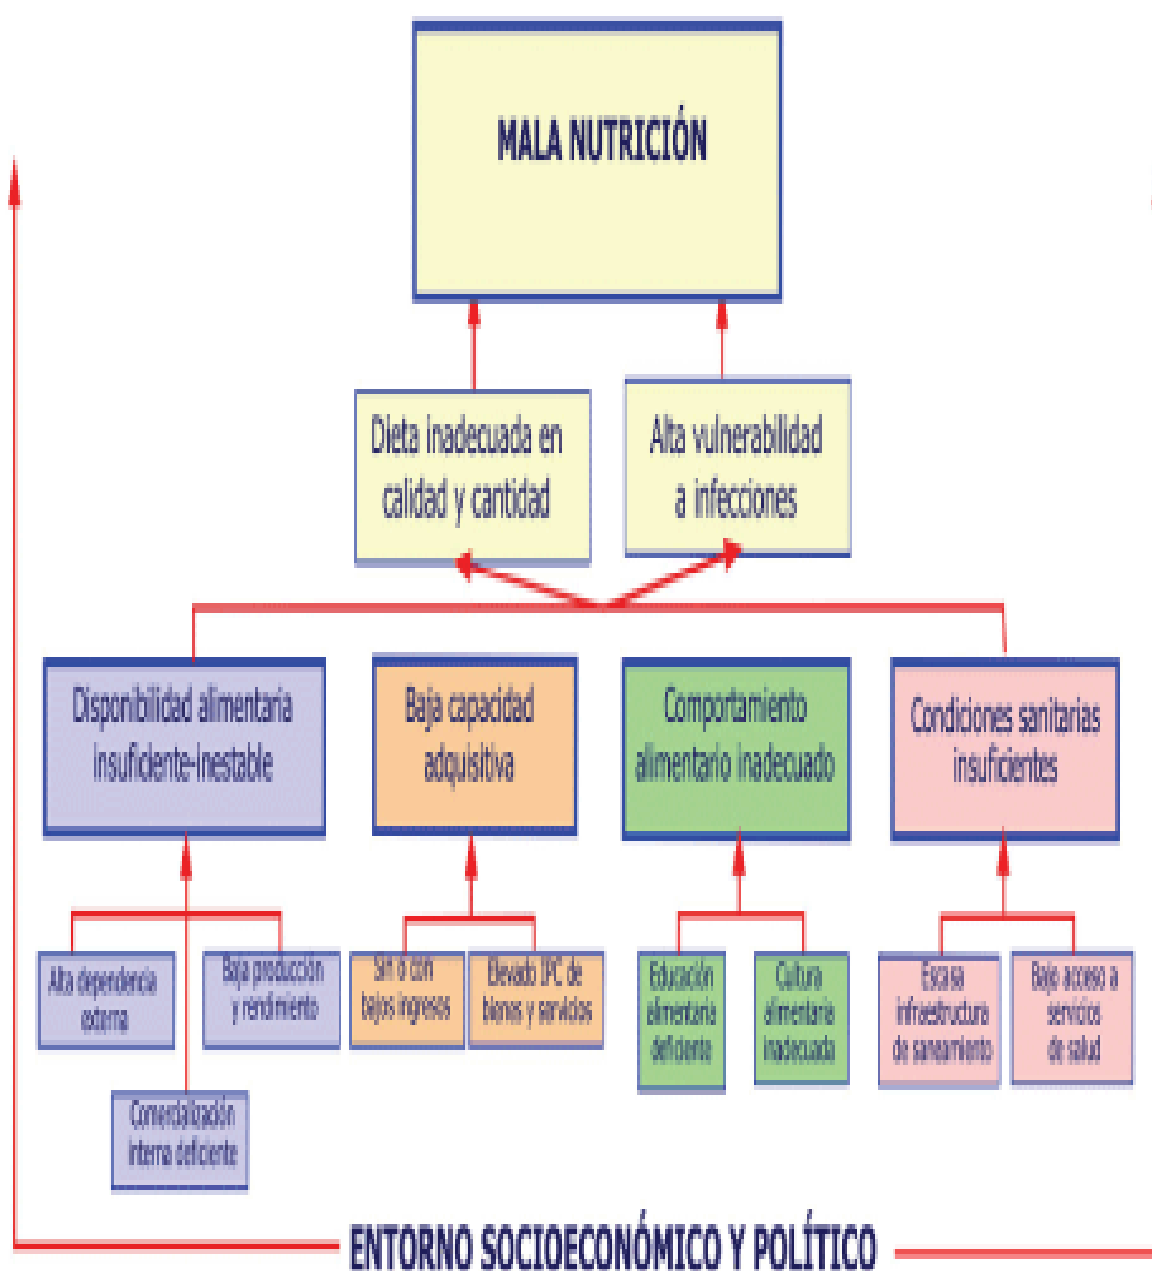 MALA NUTRICIÓN
Dieta inadecuada en
calidad y cantidad
Alta vulnerabilidad
a infecciones
Disponibilidad alimentaria
insuficiente-inestable
Baja capacidad
adquisitiva
Comportamiento
alimentario inadecuado
Condiciones sanitarias
insuficientes
Alta dependencia
externa
Baja producción
y rendimiento
Sin o con
bajos ingresos
Elevado IPC de
bienes y servicios
Educación
alimentaria
deficiente
Cultura
alimentaria
inadecuada
Escasa
infraestructura
de saneamiento
Bajo acceso a
servicios
de salud
Comercialización
interna deficiente
ENTORNO SOCIOECONÓMICO Y POLÍTICO